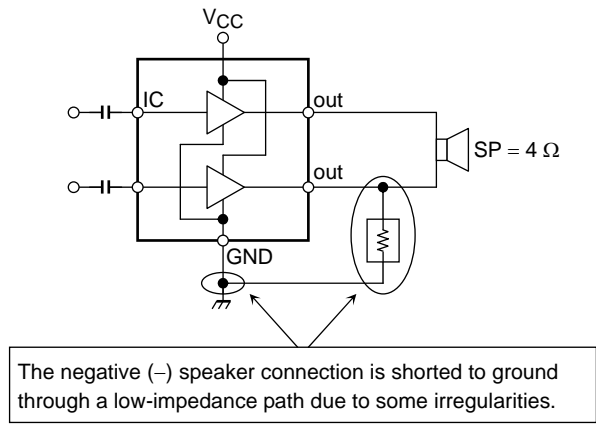 VCC
IC
out
SP = 4 Ω
out
GND
The negative (−) speaker connection is shorted to ground
through a low-impedance path due to some irregularities.